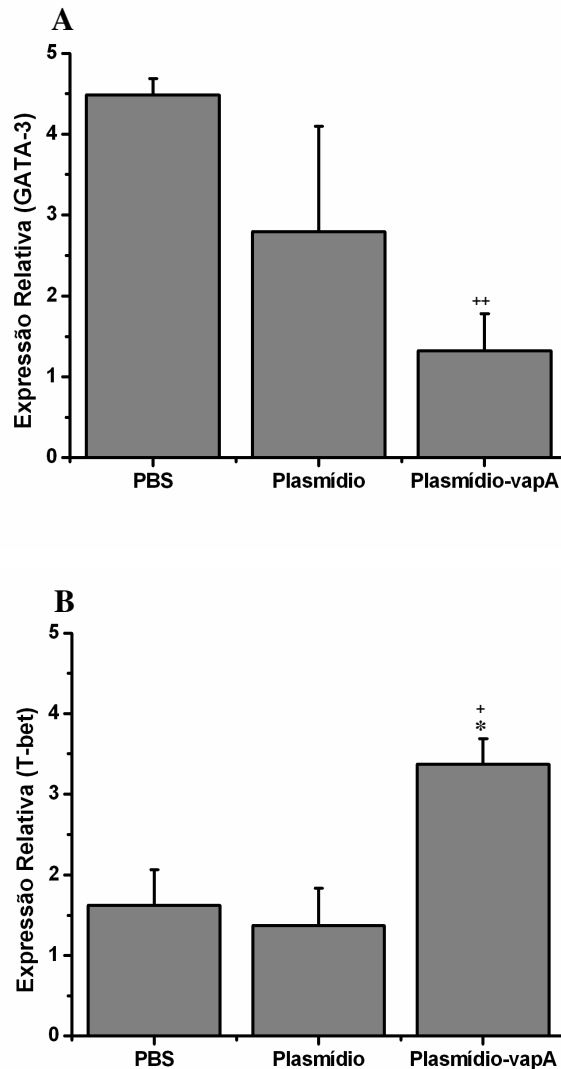 A
Expressão Relativa (GATA-3)
5
4
3
2
1
0
++
PBS Plasmídio Plasmídio-vapA
B
Expressão Relativa (T-bet)
5
4
3
2
1
0
+
*
PBS Plasmídio Plasmídio-vapA